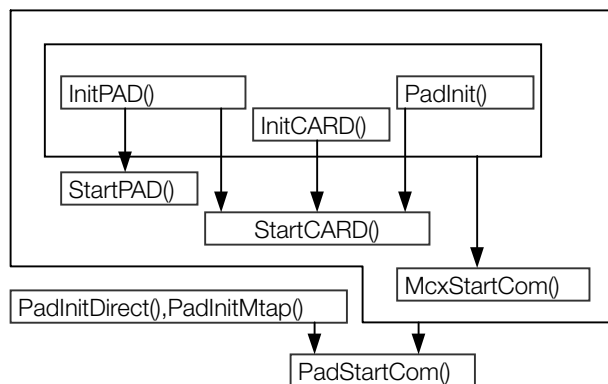 InitPAD()
PadInit()
InitCARD()
StartPAD()
StartCARD()
McxStartCom()
PadInitDirect(),PadInitMtap()
PadStartCom()